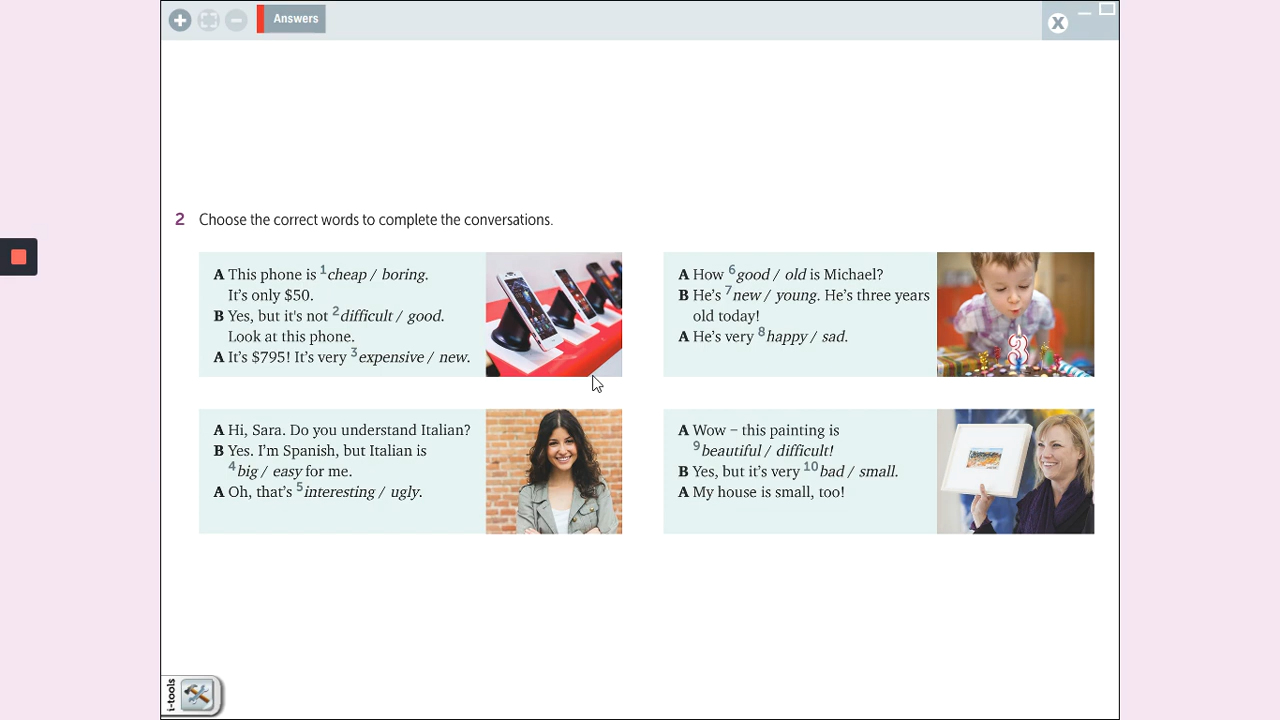 Answers
X
2 Choose the correct words to complete the conversations.
A This phone is 1cheap / boring.
It's only $50.
B Yes, but it's not 2difficult / good.
Look at this phone.
A It's $795! It's very 3expensive / new.
A How 6good / old is Michael?
B He's 7new / young. He's three years
old today!
A He's very 8happy / sad.
3
A Hi, Sara. Do you understand Italian?
B Yes. I'm Spanish, but Italian is
4big / easy for me.
A Oh, that's 5interesting / ugly.
A Wow – this painting is
9beautiful / difficult!
B Yes, but it's very 10bad / small.
A My house is small, too!
i-tools